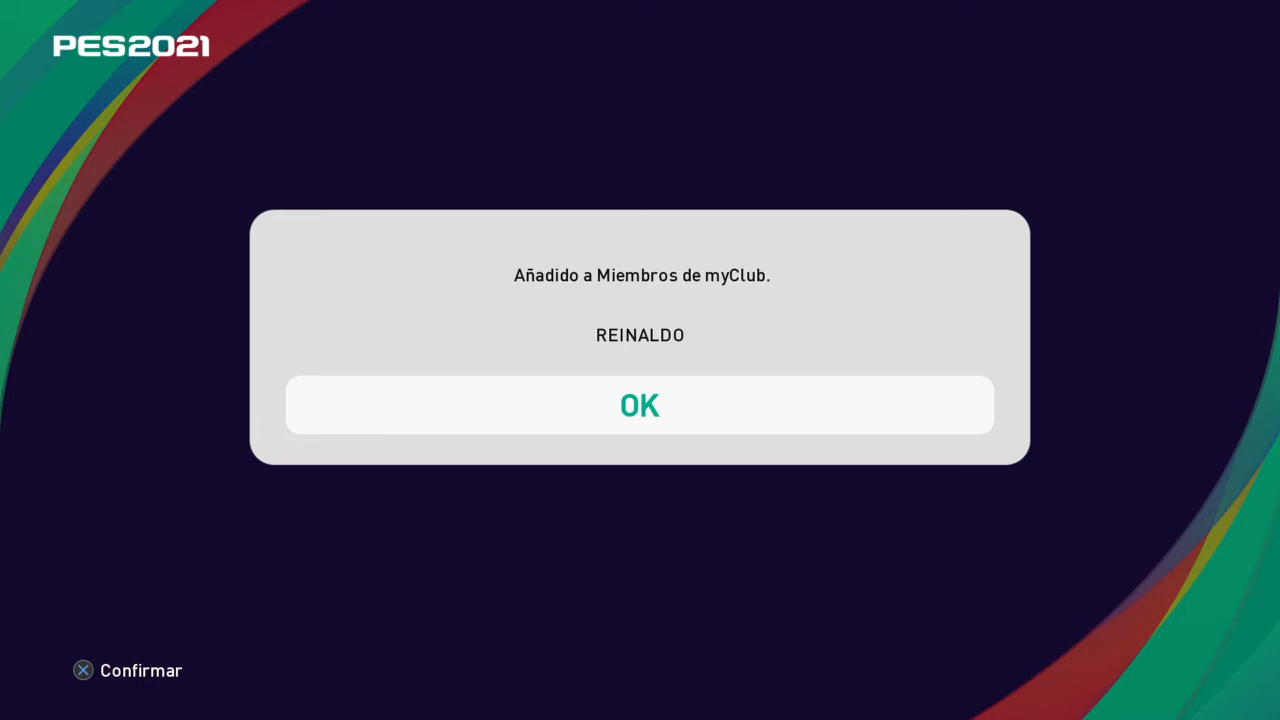 PES2021
Añadido a Miembros de myClub.
REINALDO
OK
Confirmar